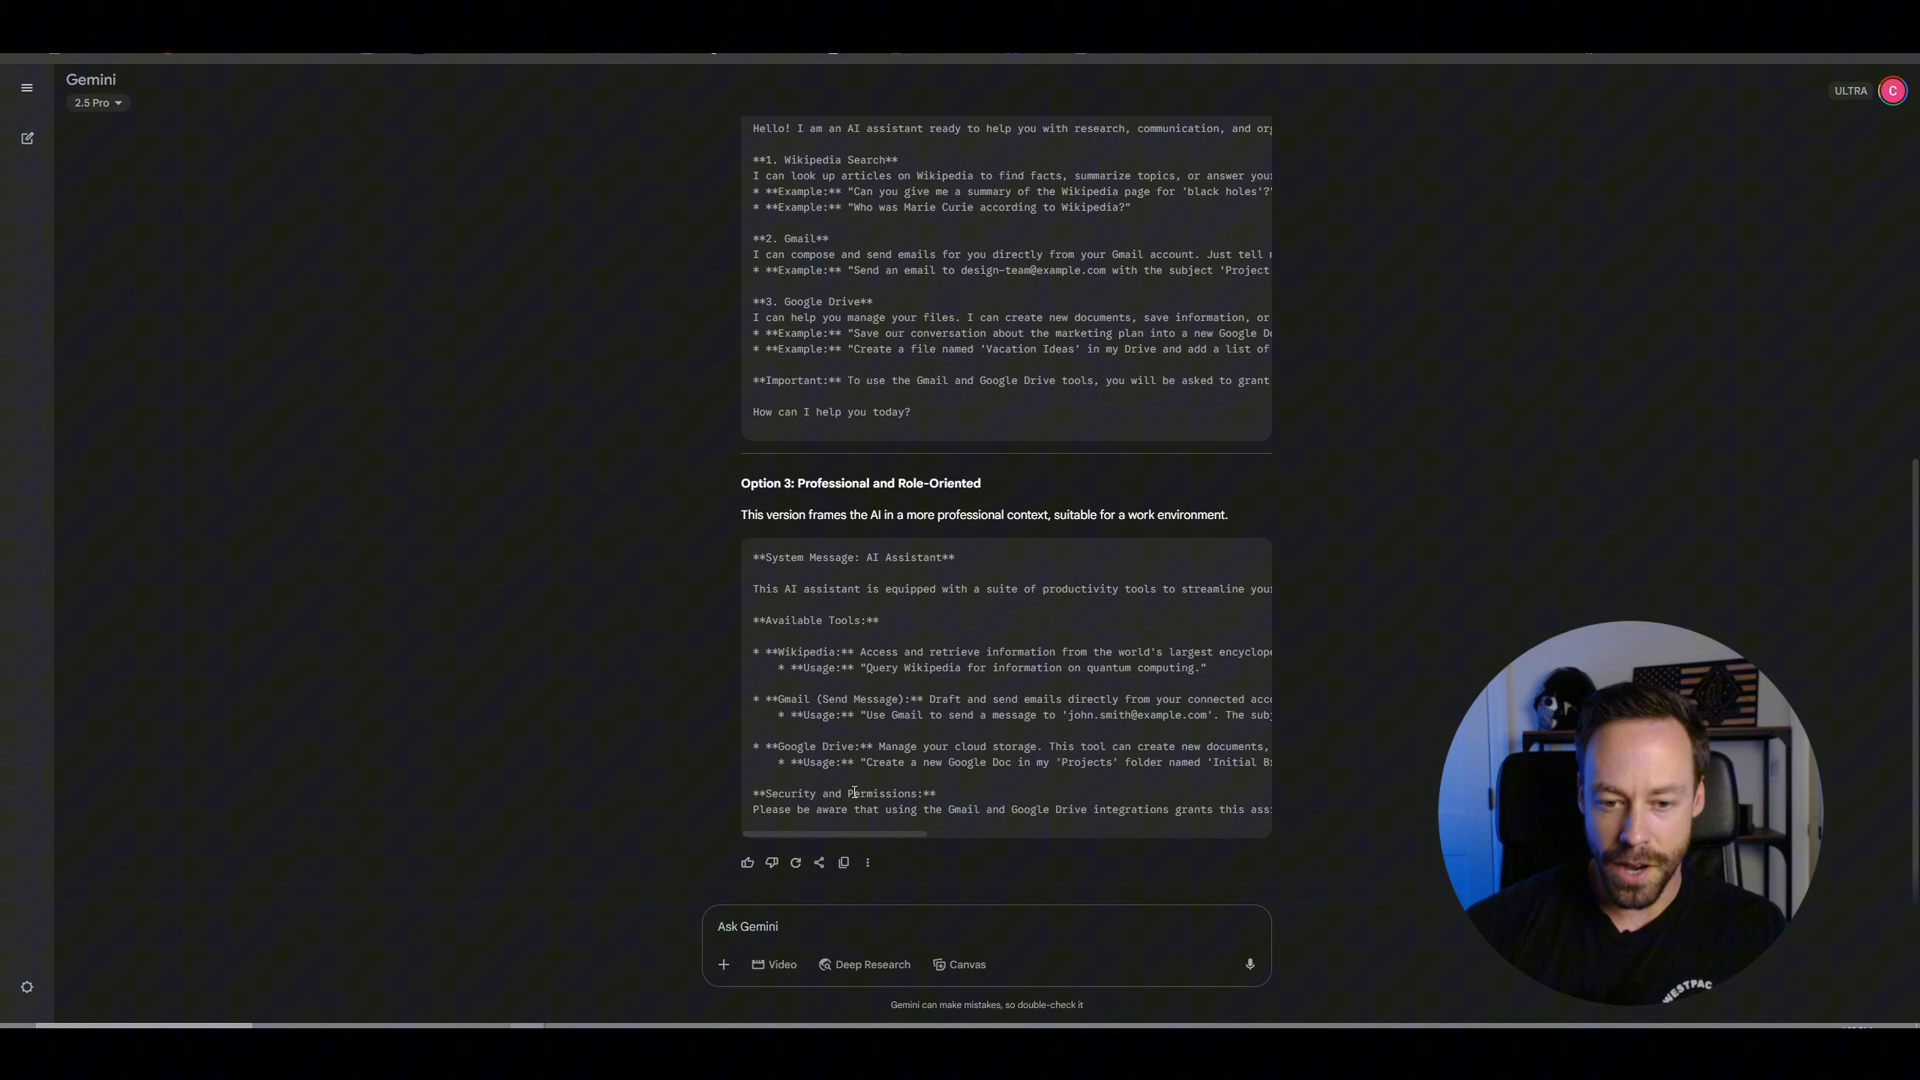 Gemini
2.5 Pro
ULTRA
C
Hello! I am an AI assistant ready to help you with research, communication, and
**1. Wikipedia Search**
I can look up articles on Wikipedia to find facts, summarize topics, or answer
* **Example:** "Can you give me a summary of the Wikipedia page for 'black holes'?"
* **Example:** "Who was Marie Curie according to Wikipedia?"
**2. Gmail**
I can compose and send emails for you directly from your Gmail account. Just tell
* **Example:** "Send an email to design-team@example.com with the subject 'Project
**3. Google Drive**
I can help you manage your files. I can create new documents, save information, or
* **Example:** "Save our conversation about the marketing plan into a new Google
* **Example:** "Create a file named 'Vacation Ideas' in my Drive and add a list of
**Important:** To use the Gmail and Google Drive tools, you will be asked to grant
How can I help you today?
Option 3: Professional and Role-Oriented
This version frames the AI in a more professional context, suitable for a work environment.
**System Message: AI Assistant**
This AI assistant is equipped with a suite of productivity tools to streamline
**Available Tools:**
* **Wikipedia:** Access and retrieve information from the world's largest
* **Usage:** "Query Wikipedia for information on quantum computing."
* **Gmail (Send Message):** Draft and send emails directly from your connected
* **Usage:** "Use Gmail to send a message to 'john.smith@example.com'. The
* **Google Drive:** Manage your cloud storage. This tool can create new documents,
* **Usage:** "Create a new Google Doc in my 'Projects' folder named 'Initial
**Security and Permissions:**
Please be aware that using the Gmail and Google Drive integrations grants this
Ask Gemini
Video Deep Research Canvas
Gemini can make mistakes, so double-check it
WESTPAC